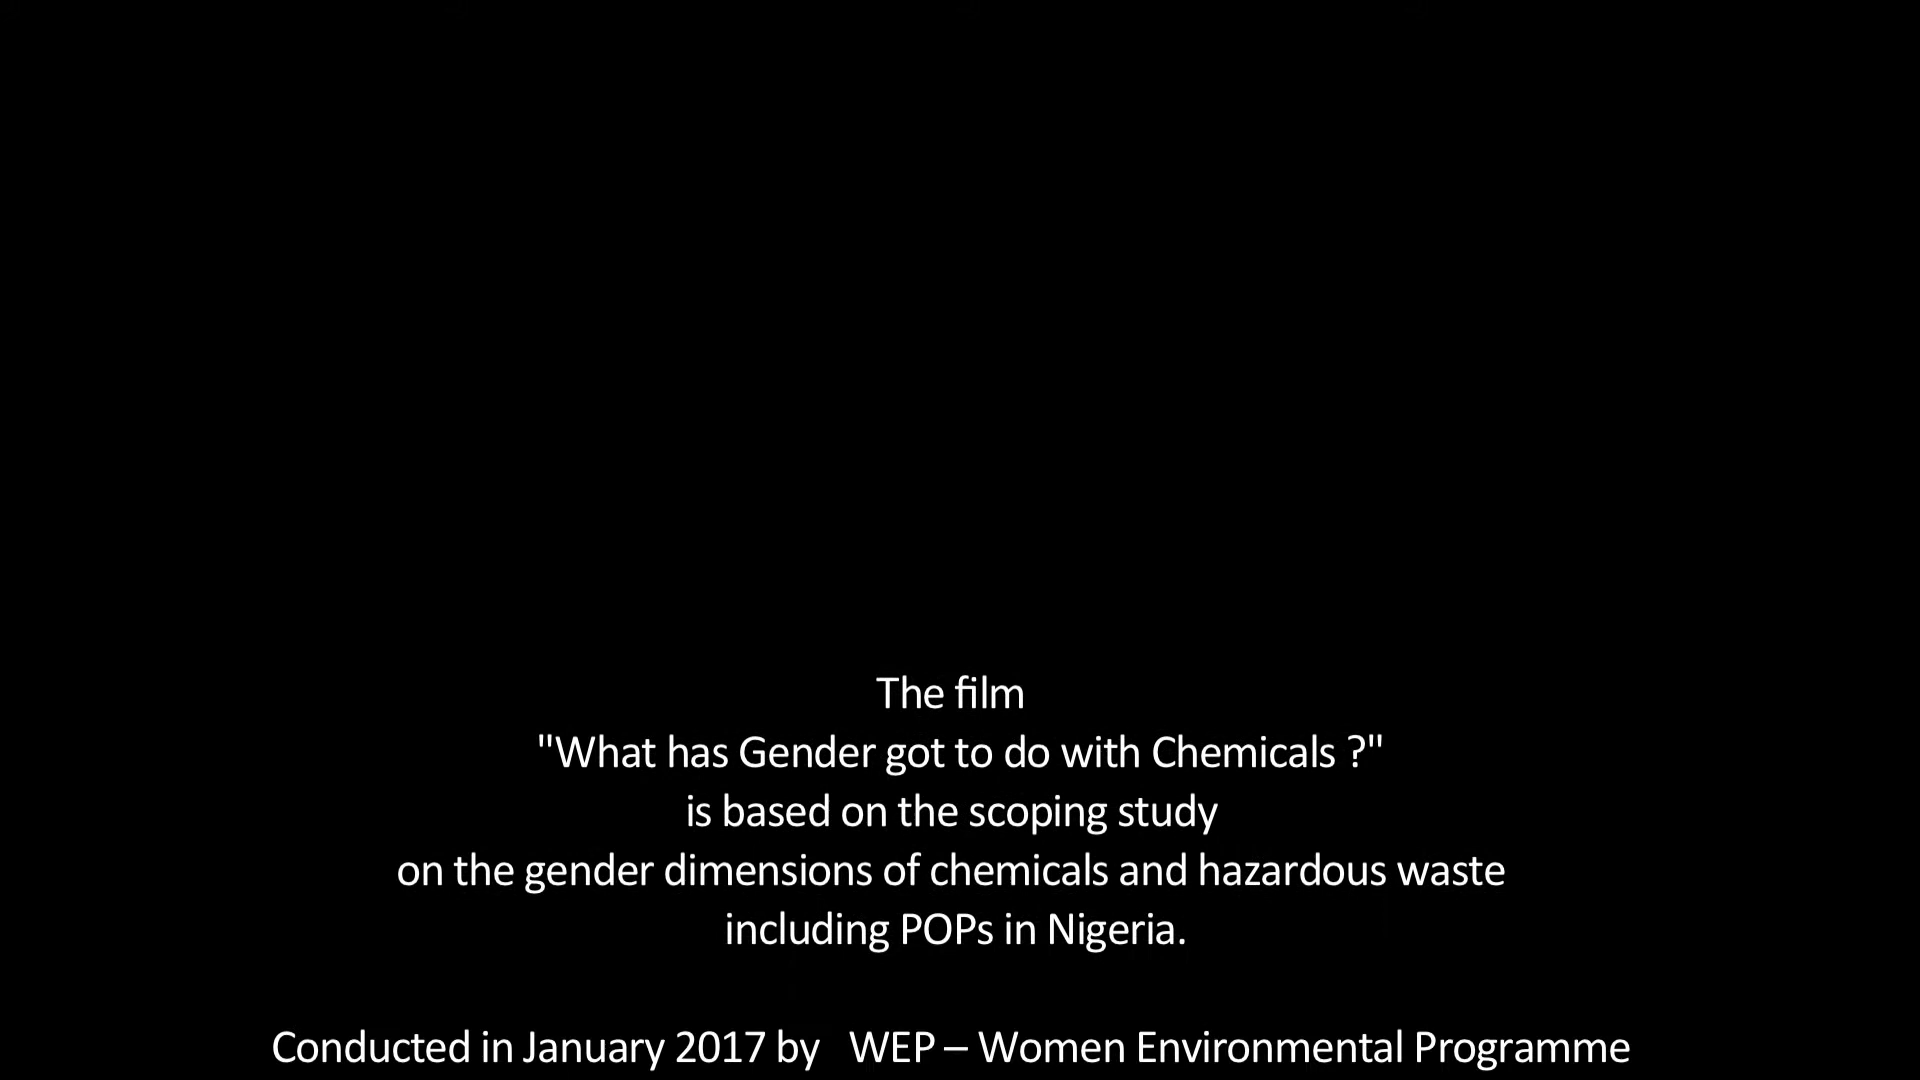 The film
"What has Gender got to do with Chemicals ?"
is based on the scoping study
on the gender dimensions of chemicals and hazardous waste
including POPs in Nigeria.
Conducted in January 2017 by   WEP – Women Environmental Programme